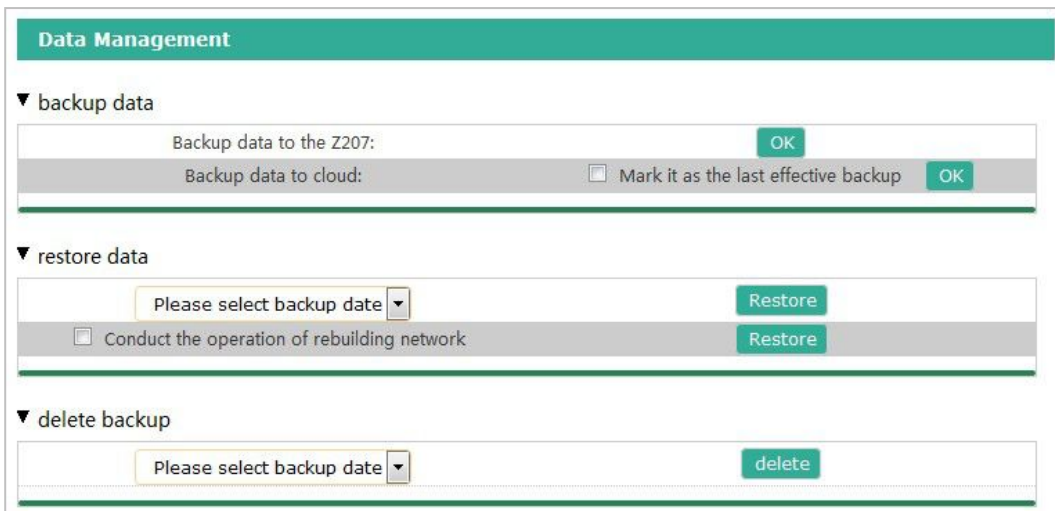 Data Management
backup data
Backup data to the Z207: OK
Backup data to cloud: Mark it as the last effective backup OK
restore data
Please select backup date Restore
Conduct the operation of rebuilding network Restore
delete backup
Please select backup date delete